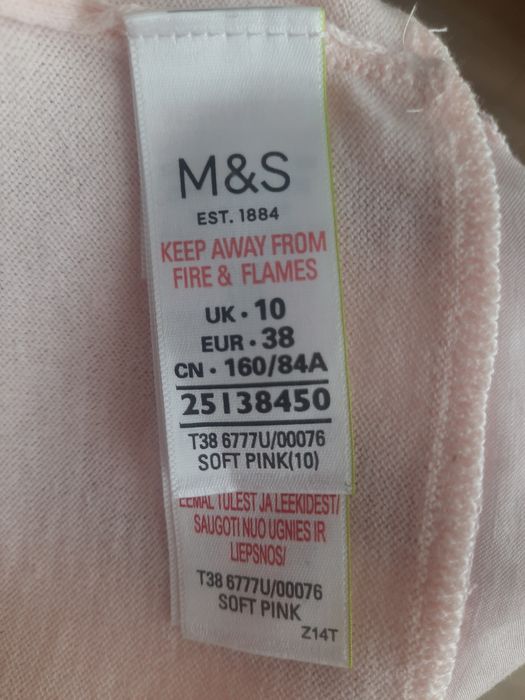 M&S
EST. 1884
KEEP AWAY FROM
FIRE & FLAMES
UK • 10
EUR • 38
CN • 160/84A
25138450
T38 6777U/00076
SOFT PINK(10)
EEMAL TULEST JA LEEKIDEST/
SAUGOTI NUO UGNIES IR
LIEPSNOS/
T38 6777U/00076
SOFT PINK
Z14T